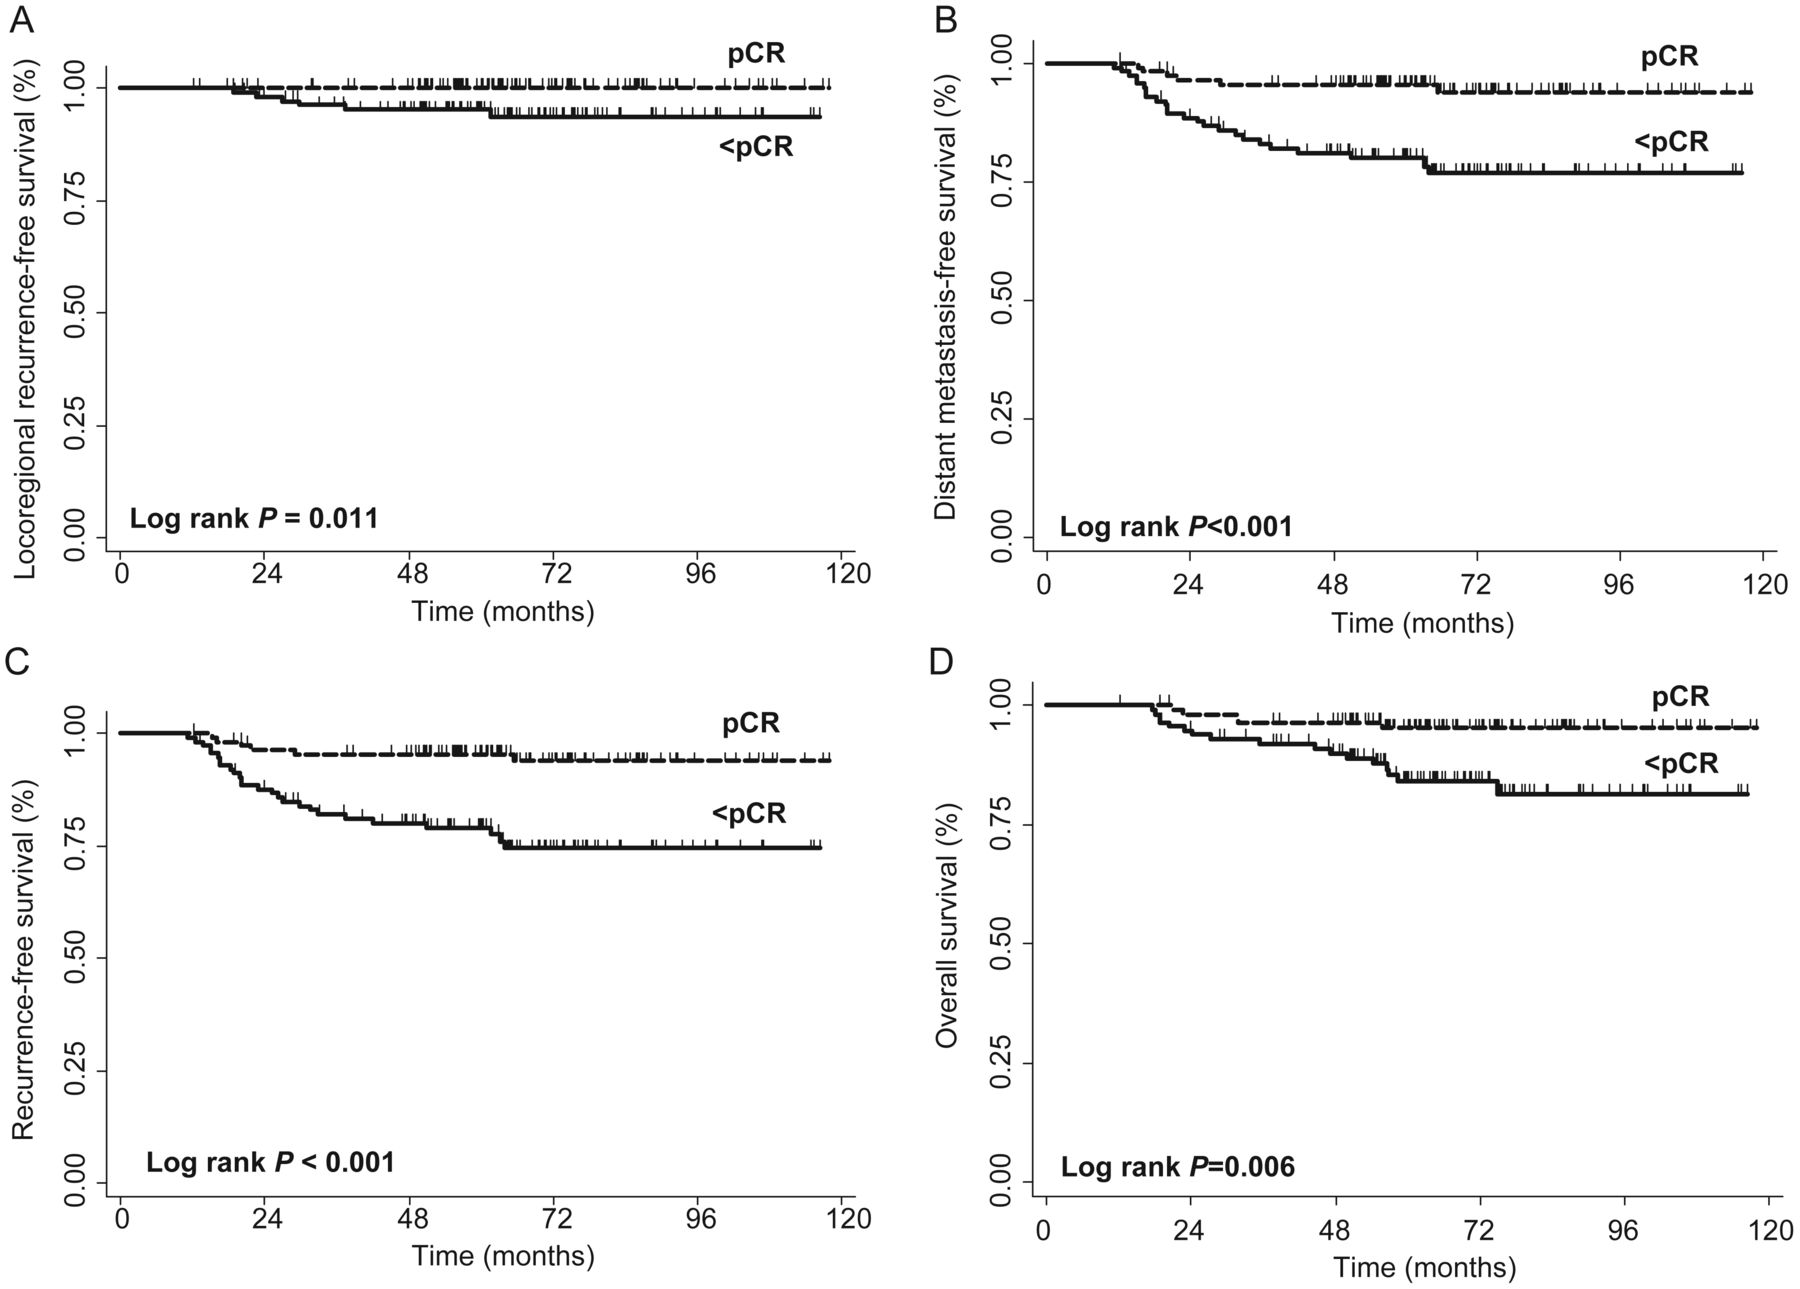 A
Locoregional recurrence-free survival (%)
1.00
0.75
0.50
0.25
0.00
pCR
<pCR
Log rank P = 0.011
0 24 48 72 96 120
Time (months)
B
Distant metastasis-free survival (%)
1.00
0.75
0.50
0.25
0.00
pCR
<pCR
Log rank P<0.001
0 24 48 72 96 120
Time (months)
C
Recurrence-free survival (%)
1.00
0.75
0.50
0.25
0.00
pCR
<pCR
Log rank P < 0.001
0 24 48 72 96 120
Time (months)
D
Overall survival (%)
1.00
0.75
0.50
0.25
0.00
pCR
<pCR
Log rank P=0.006
0 24 48 72 96 120
Time (months)